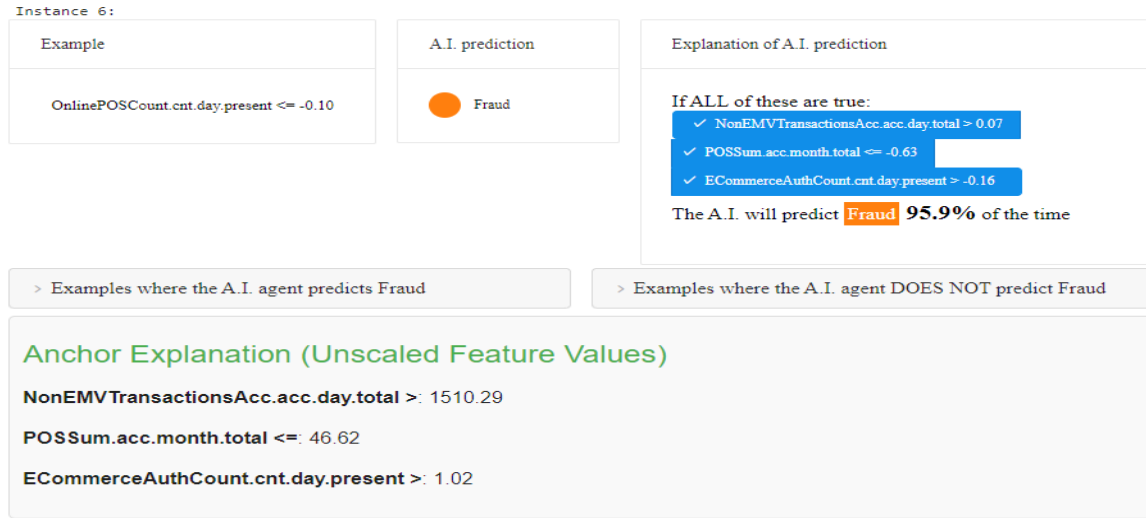 Instance 6:
Example
A.I. prediction
Explanation of A.I. prediction
OnlinePOSCount.cnt.day.present <= -0.10
Fraud
If ALL of these are true:
✓ NonEMVTransactionsAcc.acc.day.total > 0.07
✓ POSSum.acc.month.total <= -0.63
✓ ECommerceAuthCount.cnt.day.present > -0.16
The A.I. will predict Fraud 95.9% of the time
> Examples where the A.I. agent predicts Fraud
> Examples where the A.I. agent DOES NOT predict Fraud
Anchor Explanation (Unscaled Feature Values)
NonEMVTransactionsAcc.acc.day.total >: 1510.29
POSSum.acc.month.total <=: 46.62
ECommerceAuthCount.cnt.day.present >: 1.02